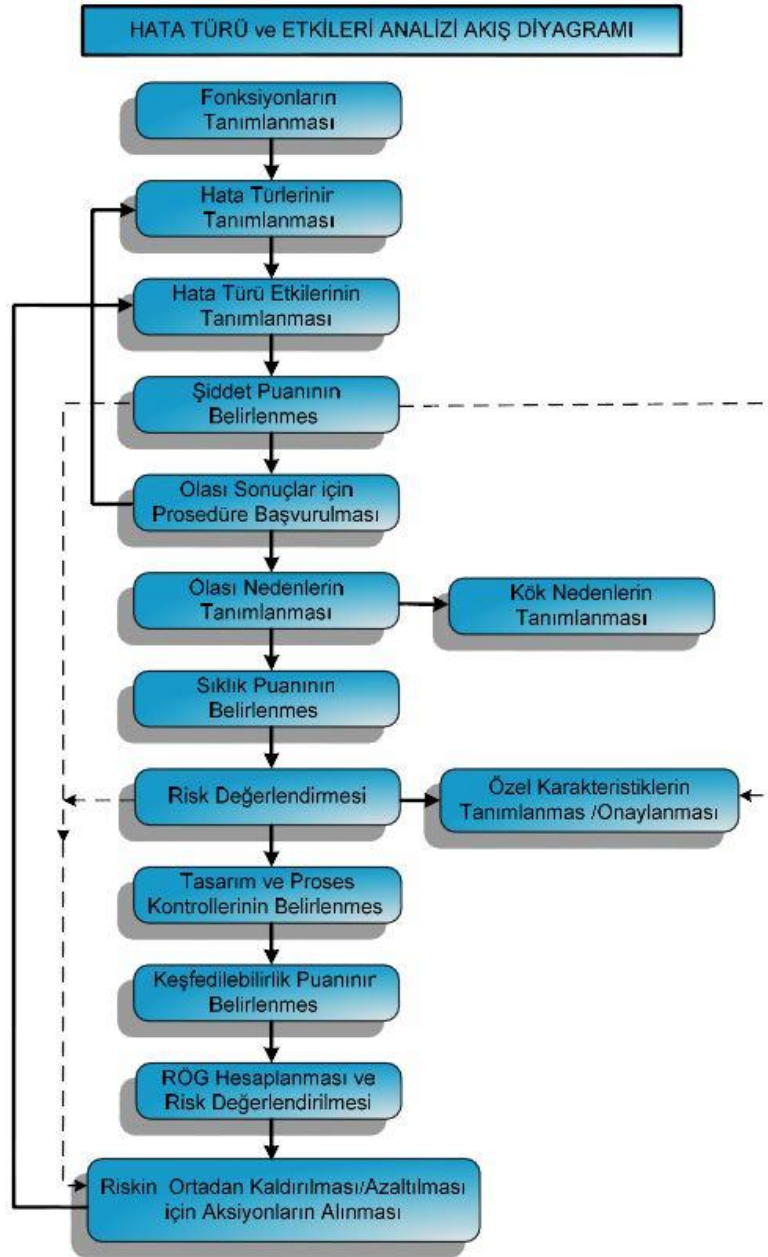 HATA TÜRÜ ve ETKİLERİ ANALİZİ AKIŞ DİYAGRAMI
Fonksiyonların
Tanımlanması
Hata Türlerinir
Tanımlanması
Hata Türü Etkilerinin
Tanımlanması
Şiddet Puanının
Belirlenmes
Olası Sonuçlar için
Prosedüre Başvurulması
Olası Nedenlerin
Tanımlanması
Kök Nedenlerin
Tanımlanması
Sıklık Puanının
Belirlenmes
Risk Değerlendirmesi
Özel Karakteristiklerin
Tanımlanmas /Onaylanması
Tasarım ve Proses
Kontrollerinin Belirlenmes
Keşfedilebilirlik Puanınır
Belirlenmes
RÖG Hesaplanması ve
Risk Değerlendirilmesi
Riskin Ortadan Kaldırılması/Azaltılması
için Aksiyonların Alınması